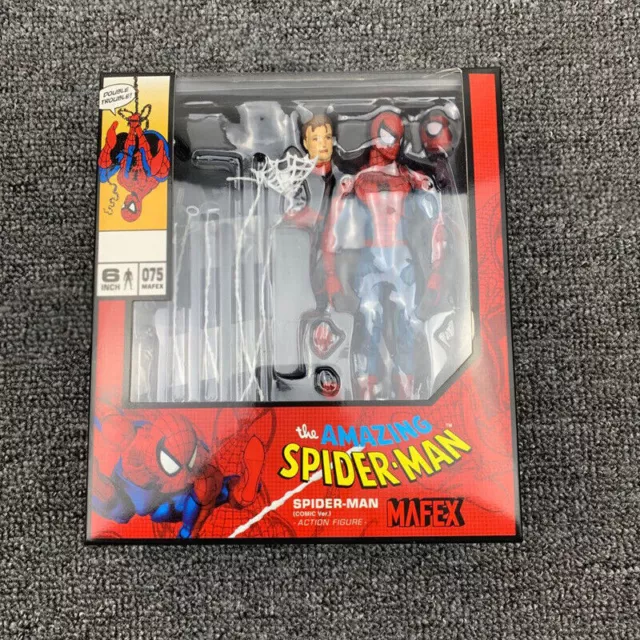 DOUBLE
TROUBLE!
6 INCH
075 MAFEX
the AMAZING
SPIDER-MAN
SPIDER-MAN
(COMIC Ver.)
- ACTION FIGURE -
MAFEX